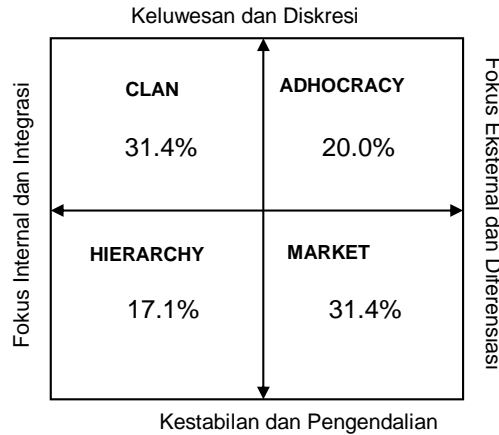 Keluwesan dan Diskresi
Fokus Internal dan Integrasi
CLAN
31.4%
ADHOCRACY
20.0%
HIERARCHY
17.1%
MARKET
31.4%
Fokus Eksternal dan Diferensiasi
Kestabilan dan Pengendalian